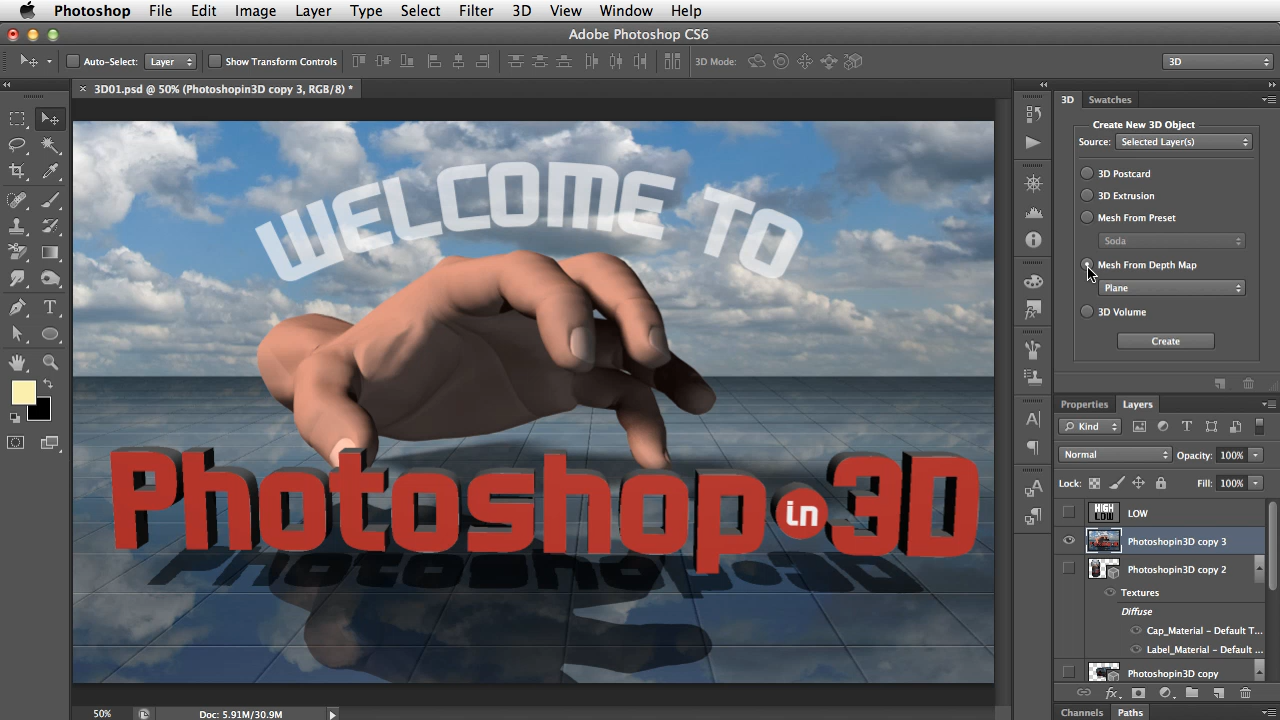 Photoshop File Edit Image Layer Type Select Filter 3D View Window Help
Adobe Photoshop CS6
Auto-Select: Layer Show Transform Controls 3D Mode: 3D
3D01.psd @ 50% (Photoshopin3D copy 3, RGB/8) *
3D Swatches
Create New 3D Object
Source: Selected Layer(s)
3D Postcard
3D Extrusion
Mesh From Preset
Soda
Mesh From Depth Map
Plane
3D Volume
Create
WELCOME TO
Photoshop in 3D
Properties Layers
Kind
Normal Opacity: 100%
Lock: Fill: 100%
HIGH
LOW
LOW
Photoshopin3D copy 3
Photoshopin3D copy 2
Textures
Diffuse
Cap_Material – Default T...
Label_Material – Default ...
Photoshopin3D copy
50% Doc: 5.91M/30.9M
Channels Paths